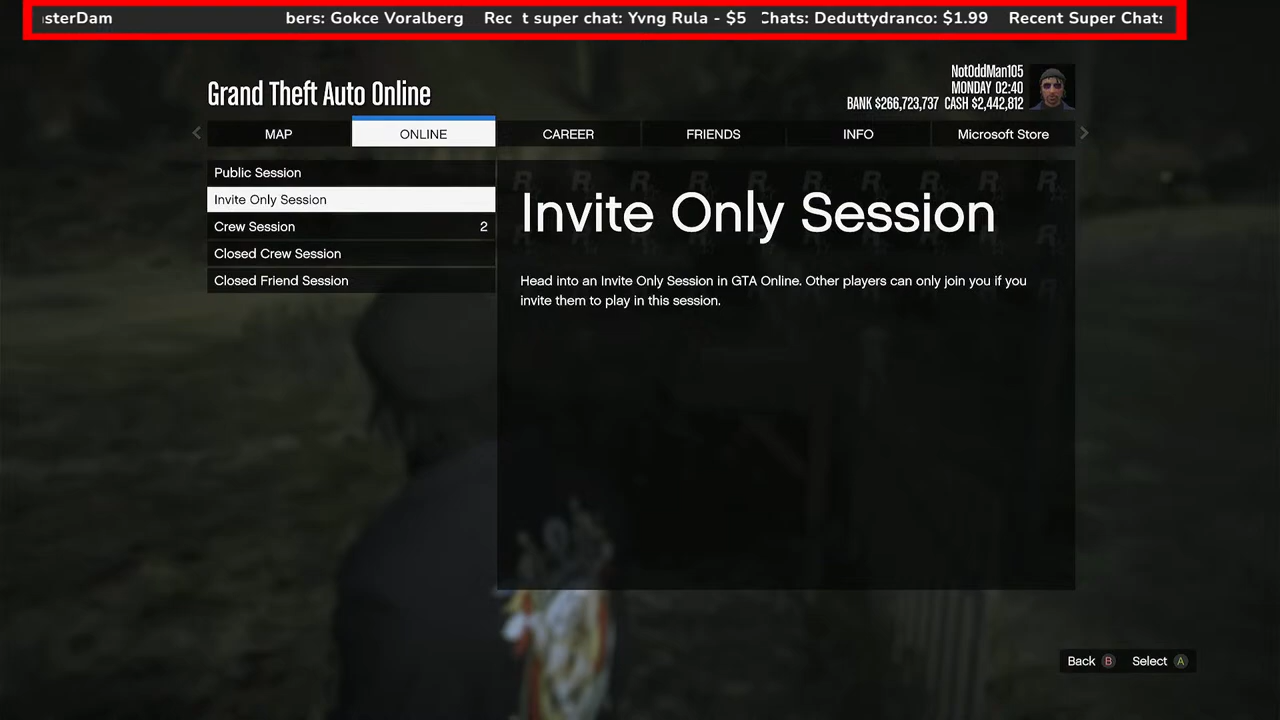 sterDam bers: Gokce Voralberg Rec t super chat: Yvng Rula - $5 Chats: Deduttydranco: $1.99 Recent Super Chats
Grand Theft Auto Online
NotOddMan105
MONDAY 02:40
BANK $266,723,737 CASH $2,442,812
MAP ONLINE CAREER FRIENDS INFO Microsoft Store
Public Session
Invite Only Session
Crew Session 2
Closed Crew Session
Closed Friend Session
Invite Only Session
Head into an Invite Only Session in GTA Online. Other players can only join you if you
invite them to play in this session.
Back B Select A